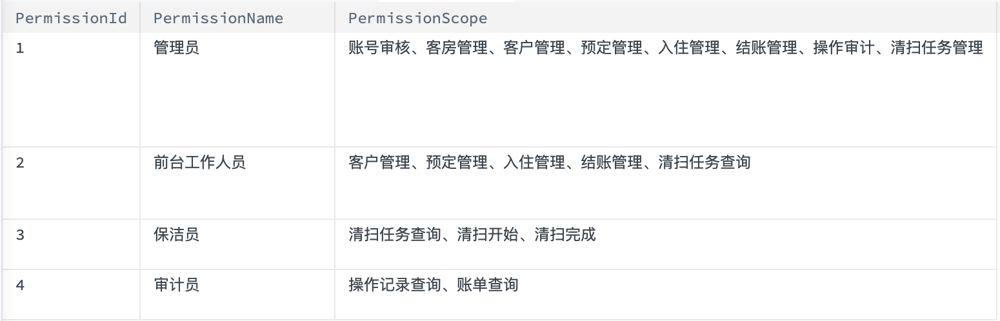 PermissionId PermissionName PermissionScope
1 管理员 账号审核、客房管理、客户管理、预定管理、入住管理、结账管理、操作审计、清扫任务管理
2 前台工作人员 客户管理、预定管理、入住管理、结账管理、清扫任务查询
3 保洁员 清扫任务查询、清扫开始、清扫完成
4 审计员 操作记录查询、账单查询